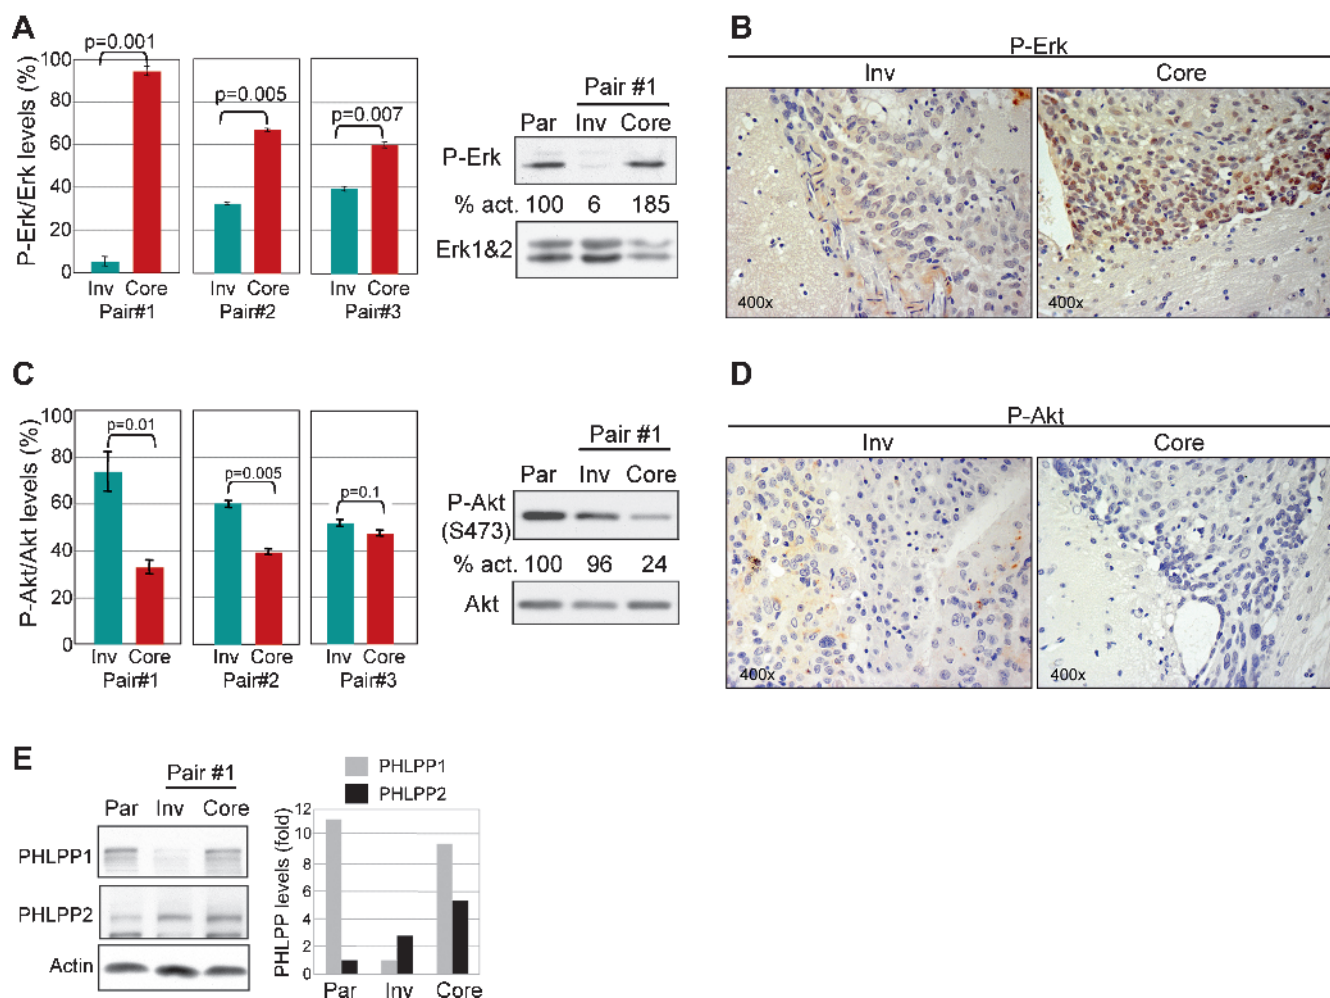 A
P-Erk/Erk levels (%)
100
80
60
40
20
0
p=0.001
p=0.005
p=0.007
Inv Core
Pair#1
Inv Core
Pair#2
Inv Core
Pair#3
Pair #1
Par Inv Core
P-Erk
% act. 100 6 185
Erk1&2
B
P-Erk
Inv Core
400x
400x
C
P-Akt/Akt levels (%)
100
80
60
40
20
0
p=0.01
p=0.005
p=0.1
Inv Core
Pair#1
Inv Core
Pair#2
Inv Core
Pair#3
Pair #1
Par Inv Core
P-Akt
(S473)
% act. 100 96 24
Akt
D
P-Akt
Inv Core
400x
400x
E
Pair #1
Par Inv Core
PHLPP1
PHLPP2
Actin
PHLPP1
PHLPP2
PHLPP levels (fold)
12
10
8
6
4
2
0
Par Inv Core